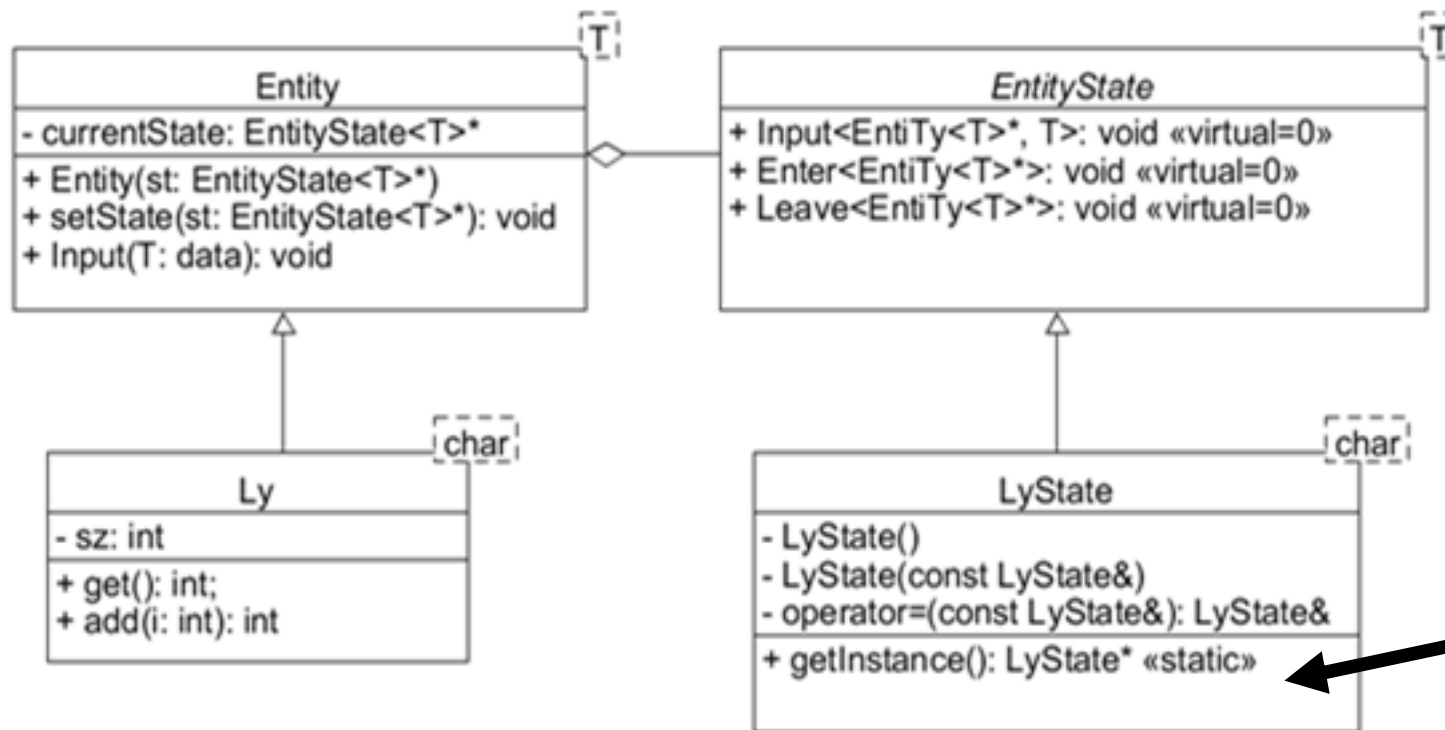 T
Entity
- currentState: EntityState<T>*
+ Entity(st: EntityState<T>*)
+ setState(st: EntityState<T>*): void
+ Input(T: data): void
T
EntityState
+ Input<EntiTy<T>*, T>: void «virtual=0»
+ Enter<EntiTy<T>*>: void «virtual=0»
+ Leave<EntiTy<T>*>: void «virtual=0»
char
Ly
- sz: int
+ get(): int;
+ add(i: int): int
char
LyState
- LyState()
- LyState(const LyState&)
- operator=(const LyState&): LyState&
+ getInstance(): LyState* «static»